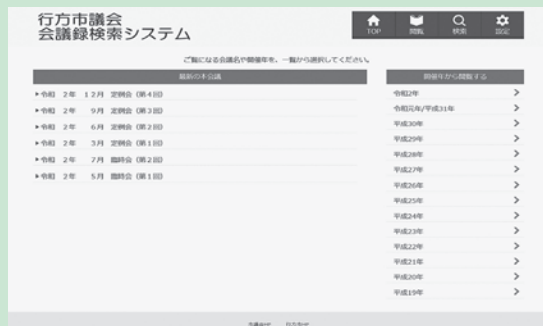 行方市議会
会議録検索システム
TOP 閲覧 検索 設定
ご覧になる会議名や開催年を、一覧から選択してください。
最新の本会議
令和 2年 12月 定例会（第4回）
令和 2年 9月 定例会（第3回）
令和 2年 6月 定例会（第2回）
令和 2年 3月 定例会（第1回）
令和 2年 7月 臨時会（第2回）
令和 2年 5月 臨時会（第1回）
開催年から閲覧する
令和2年
令和元年/平成31年
平成30年
平成29年
平成28年
平成27年
平成26年
平成25年
平成24年
平成23年
平成22年
平成21年
平成20年
平成19年